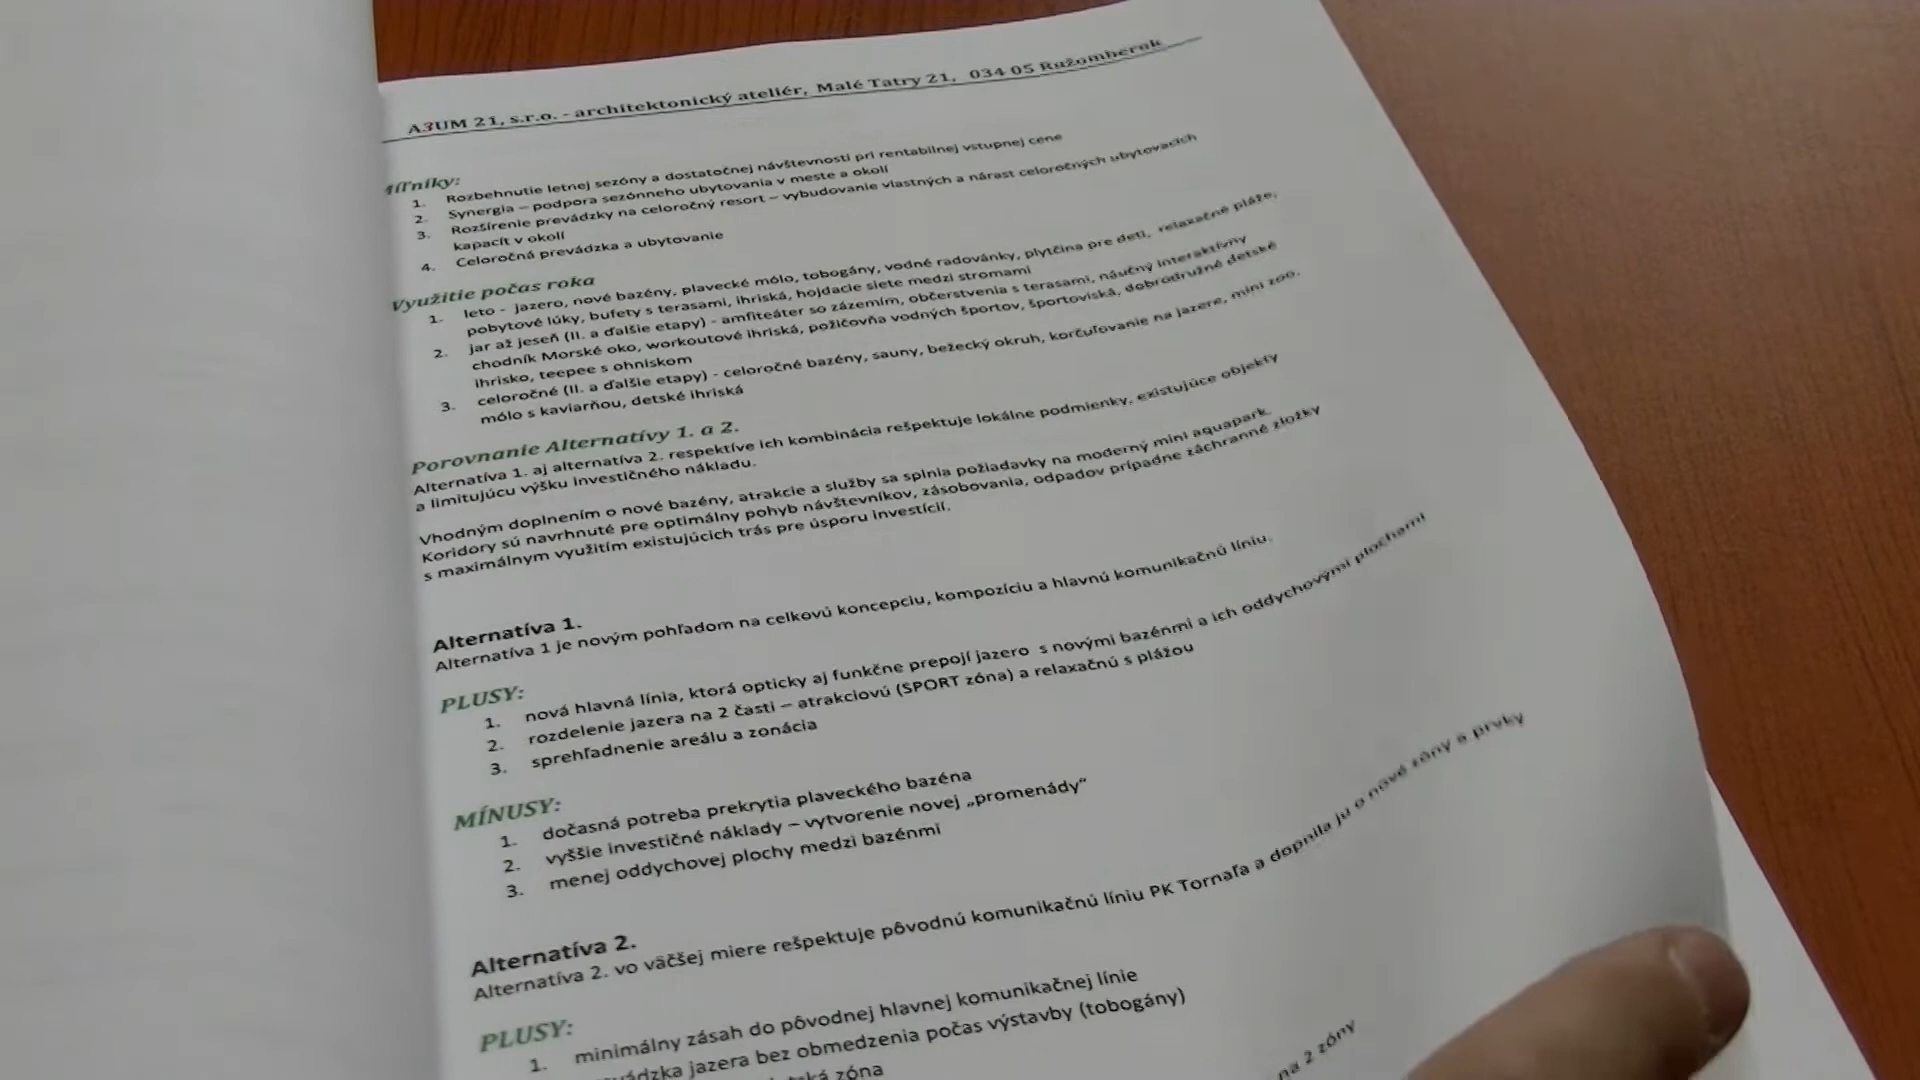 A3UM 21, s.r.o. - architektonický ateliér, Malé Tatry 21, 034 05 Ružomberok
Míľniky:
1. Rozbehnutie letnej sezóny a dostatočnej návštevnosti pri rentabilnej vstupnej cene
2. Synergia – podpora sezónneho ubytovania v meste a okolí
3. Rozšírenie prevádzky na celoročný resort – vybudovanie vlastných a nárast celoročných ubytovacích
kapacít v okolí
4. Celoročná prevádzka a ubytovanie
Využitie počas roka
1. leto - jazero, nové bazény, plavecké mólo, tobogány, vodné radovánky, plytčina pre deti, relaxačné pláže,
pobytové lúky, bufety s terasami, ihriská, hojdacie siete medzi stromami
2. jar až jeseň (II. a ďalšie etapy) - amfiteáter so zázemím, občerstvenia s terasami, náučný interaktívny
chodník Morské oko, workoutové ihriská, požičovňa vodných športov, športoviská, dobrodružné detské
ihrisko, teepee s ohniskom
3. celoročné (II. a ďalšie etapy) - celoročné bazény, sauny, bežecký okruh, korčuľovanie na jazere, mini zoo,
mólo s kaviarňou, detské ihriská
Porovnanie Alternatívy 1. a 2.
Alternatíva 1. aj alternatíva 2. respektíve ich kombinácia rešpektuje lokálne podmienky, existujúce objekty
a limitujúcu výšku investičného nákladu.
Vhodným doplnením o nové bazény, atrakcie a služby sa splnia požiadavky na moderný mini aquapark.
Koridory sú navrhnuté pre optimálny pohyb návštevníkov, zásobovania, odpadov prípadne záchranné zložky
s maximálnym využitím existujúcich trás pre úsporu investícií.
Alternatíva 1.
Alternatíva 1 je novým pohľadom na celkovú koncepciu, kompozíciu a hlavnú komunikačnú líniu.
PLUSY:
1. nová hlavná línia, ktorá opticky aj funkčne prepojí jazero s novými bazénmi a ich oddychovými plochami
2. rozdelenie jazera na 2 časti – atrakciovú (SPORT zóna) a relaxačnú s plážou
3. sprehľadnenie areálu a zonácia
MÍNUSY:
1. dočasná potreba prekrytia plaveckého bazéna
2. vyššie investičné náklady – vytvorenie novej „promenády“
3. menej oddychovej plochy medzi bazénmi
Alternatíva 2.
Alternatíva 2. vo väčšej miere rešpektuje pôvodnú komunikačnú líniu PK Tornaľa a dopnila ju o nové zóny a prvky
PLUSY:
1. minimálny zásah do pôvodnej hlavnej komunikačnej línie
jazera bez obmedzenia počas výstavby (tobogány)
zóna
na 2 zóny